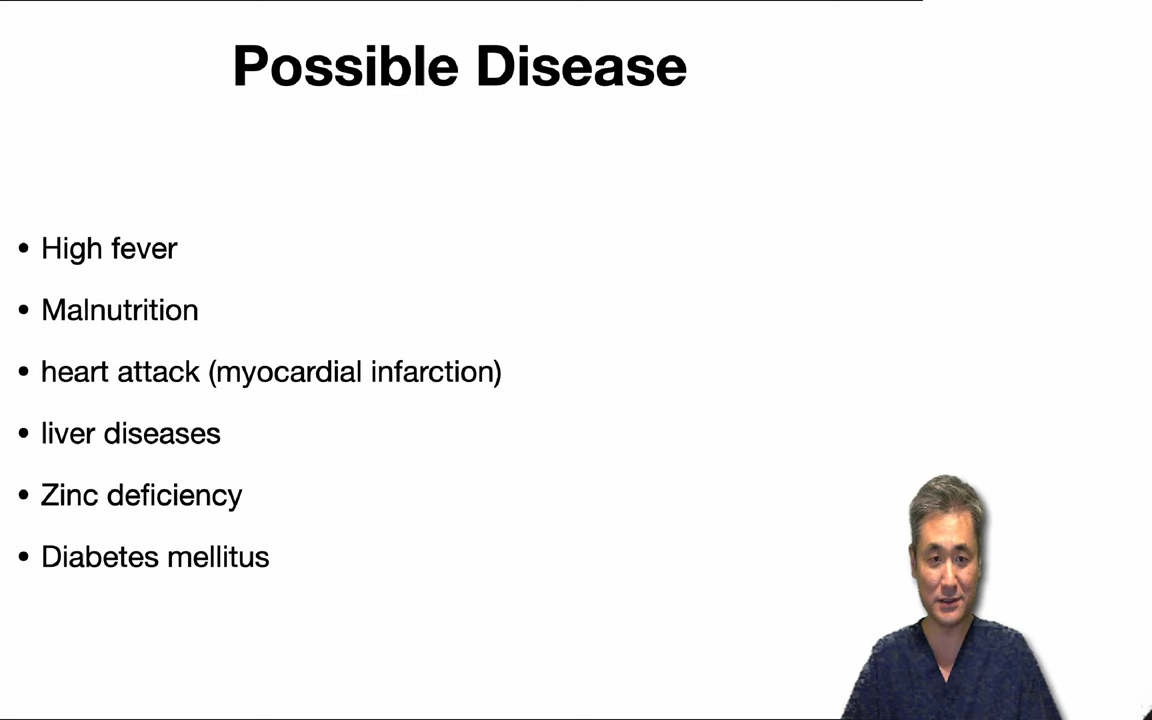 Possible Disease
• High fever
• Malnutrition
• heart attack (myocardial infarction)
• liver diseases
• Zinc deficiency
• Diabetes mellitus